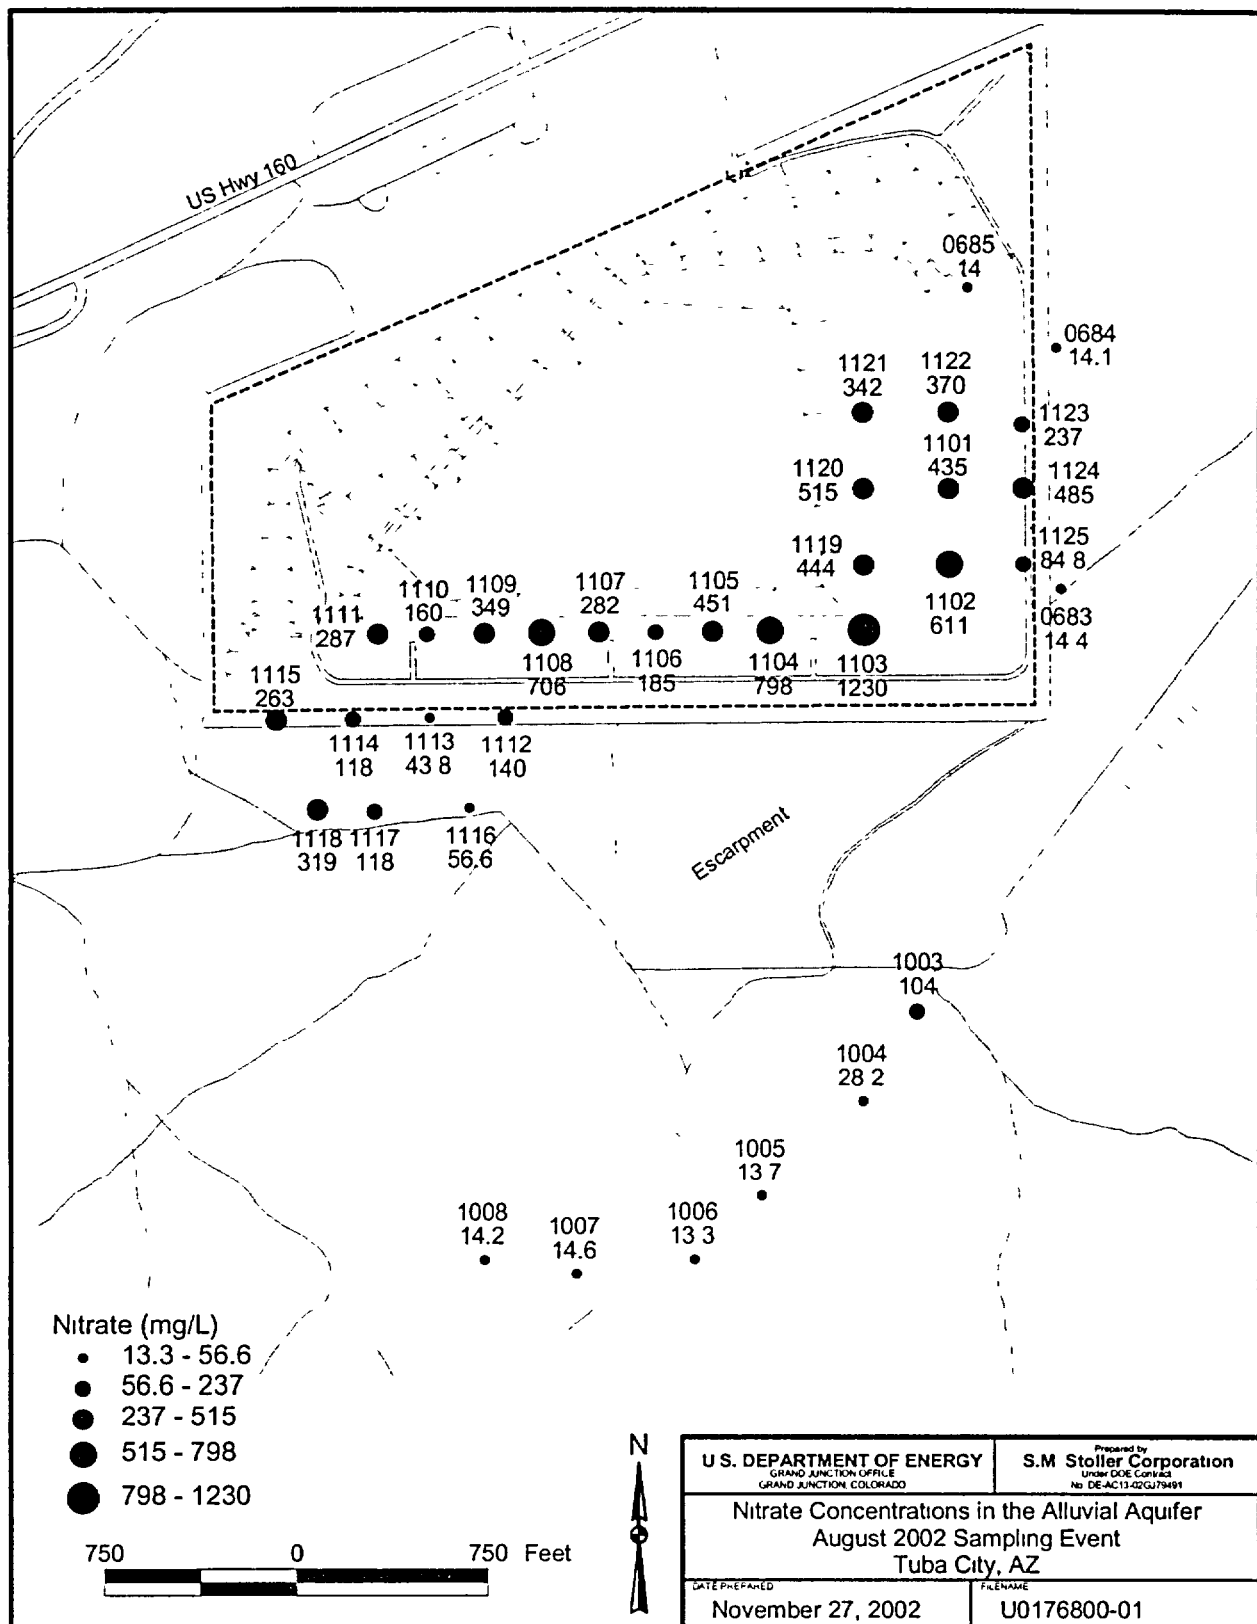 US Hwy 160
0685
14
0684
14.1
1121
342
1122
370
1123
237
1101
435
1120
515
1124
485
1119
444
1125
84 8
1102
611
0683
14 4
1110
160
1109
349
1107
282
1105
451
1111
287
1108
706
1106
185
1104
798
1103
1230
1115
263
1114
118
1113
43 8
1112
140
1118
319
1117
118
1116
56.6
Escarpment
1003
104
1004
28 2
1005
13 7
1006
13 3
1008
14.2
1007
14.6
Nitrate (mg/L)
13.3 - 56.6
56.6 - 237
237 - 515
515 - 798
798 - 1230
750 0 750 Feet
N
U S. DEPARTMENT OF ENERGY
GRAND JUNCTION OFFICE
GRAND JUNCTION, COLORADO
Prepared by
S.M Stoller Corporation
Under DOE Contract
No DE-AC13-02GJ79491
Nitrate Concentrations in the Alluvial Aquifer
August 2002 Sampling Event
Tuba City, AZ
DATE PREPARED
November 27, 2002
FILENAME
U0176800-01